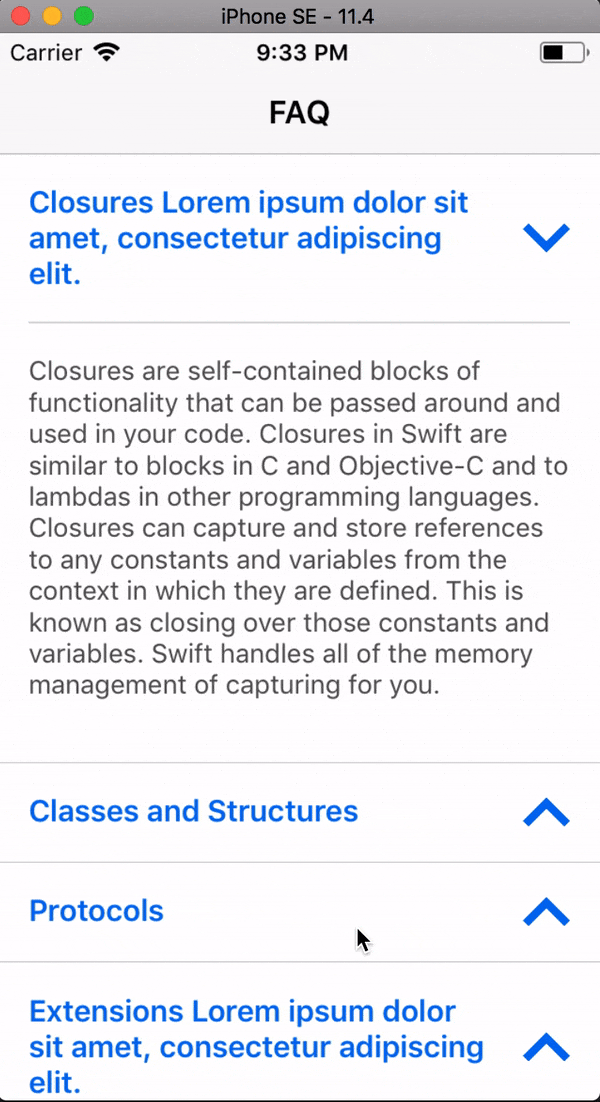 iPhone SE - 11.4
Carrier 9:33 PM
FAQ
Closures Lorem ipsum dolor sit
amet, consectetur adipiscing
elit.
Closures are self-contained blocks of
functionality that can be passed around and
used in your code. Closures in Swift are
similar to blocks in C and Objective-C and to
lambdas in other programming languages.
Closures can capture and store references
to any constants and variables from the
context in which they are defined. This is
known as closing over those constants and
variables. Swift handles all of the memory
management of capturing for you.
Classes and Structures
Protocols
Extensions Lorem ipsum dolor
sit amet, consectetur adipiscing
elit.